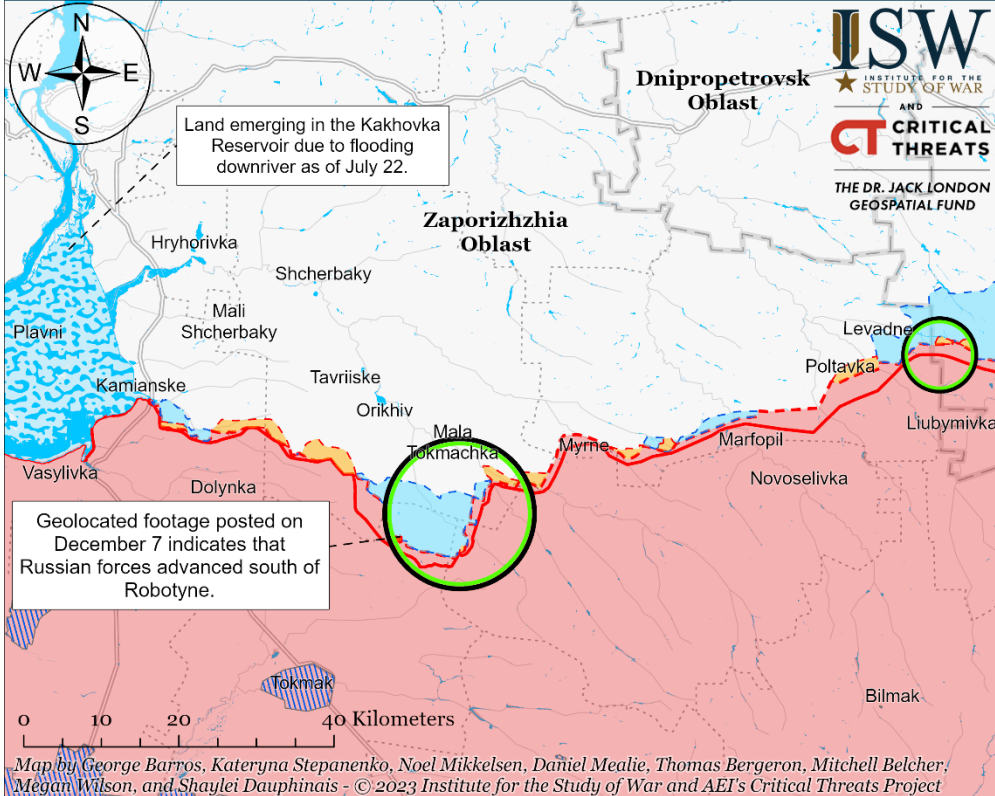 N
W E
S
ISW
INSTITUTE FOR THE
STUDY OF WAR
AND
CT CRITICAL
THREATS
THE DR. JACK LONDON
GEOSPATIAL FUND
Dnipropetrovsk
Oblast
Land emerging in the Kakhovka
Reservoir due to flooding
downriver as of July 22.
Zaporizhzhia
Oblast
Hryhorivka
Shcherbaky
Mali
Shcherbaky
Plavni
Levadne
Poltavka
Tavriiske
Kamianske
Orikhiv
Liubymivka
Mala
Tokmachka
Myrne
Marfopil
Vasylivka
Dolynka
Novoselivka
Geolocated footage posted on
December 7 indicates that
Russian forces advanced south of
Robotyne.
Tokmak
Bilmak
0 10 20 40 Kilometers
Map by George Barros, Kateryna Stepanenko, Noel Mikkelsen, Daniel Mealie, Thomas Bergeron, Mitchell Belcher,
Megan Wilson, and Shaylei Dauphinais - © 2023 Institute for the Study of War and AEI's Critical Threats Project